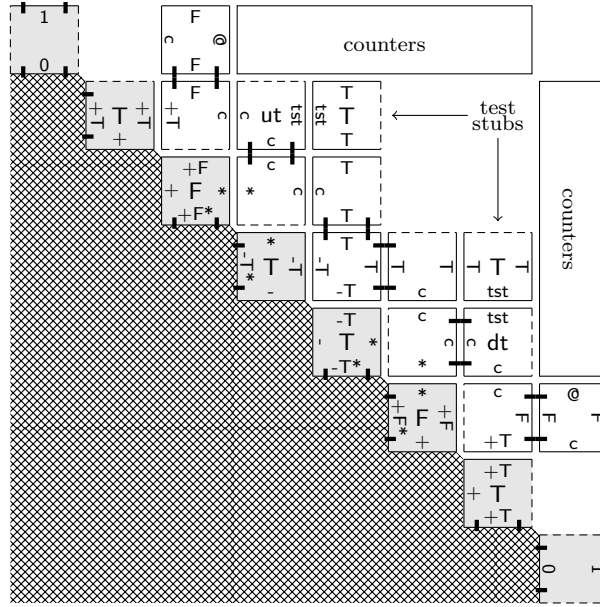 1 F
c @ counters
0 F
F T
+T T +T +T c c ut tst tst T test
+ c T stubs
+F c T
+ F * * c c
+F* T
* T
-T* T -T -T T T T T T T counters
- -T c tst
-T c tst
- T * c c dt
-T* * c
* c @
+F* F +F F F F
+ +T c
+T
+ T
+T
0 1